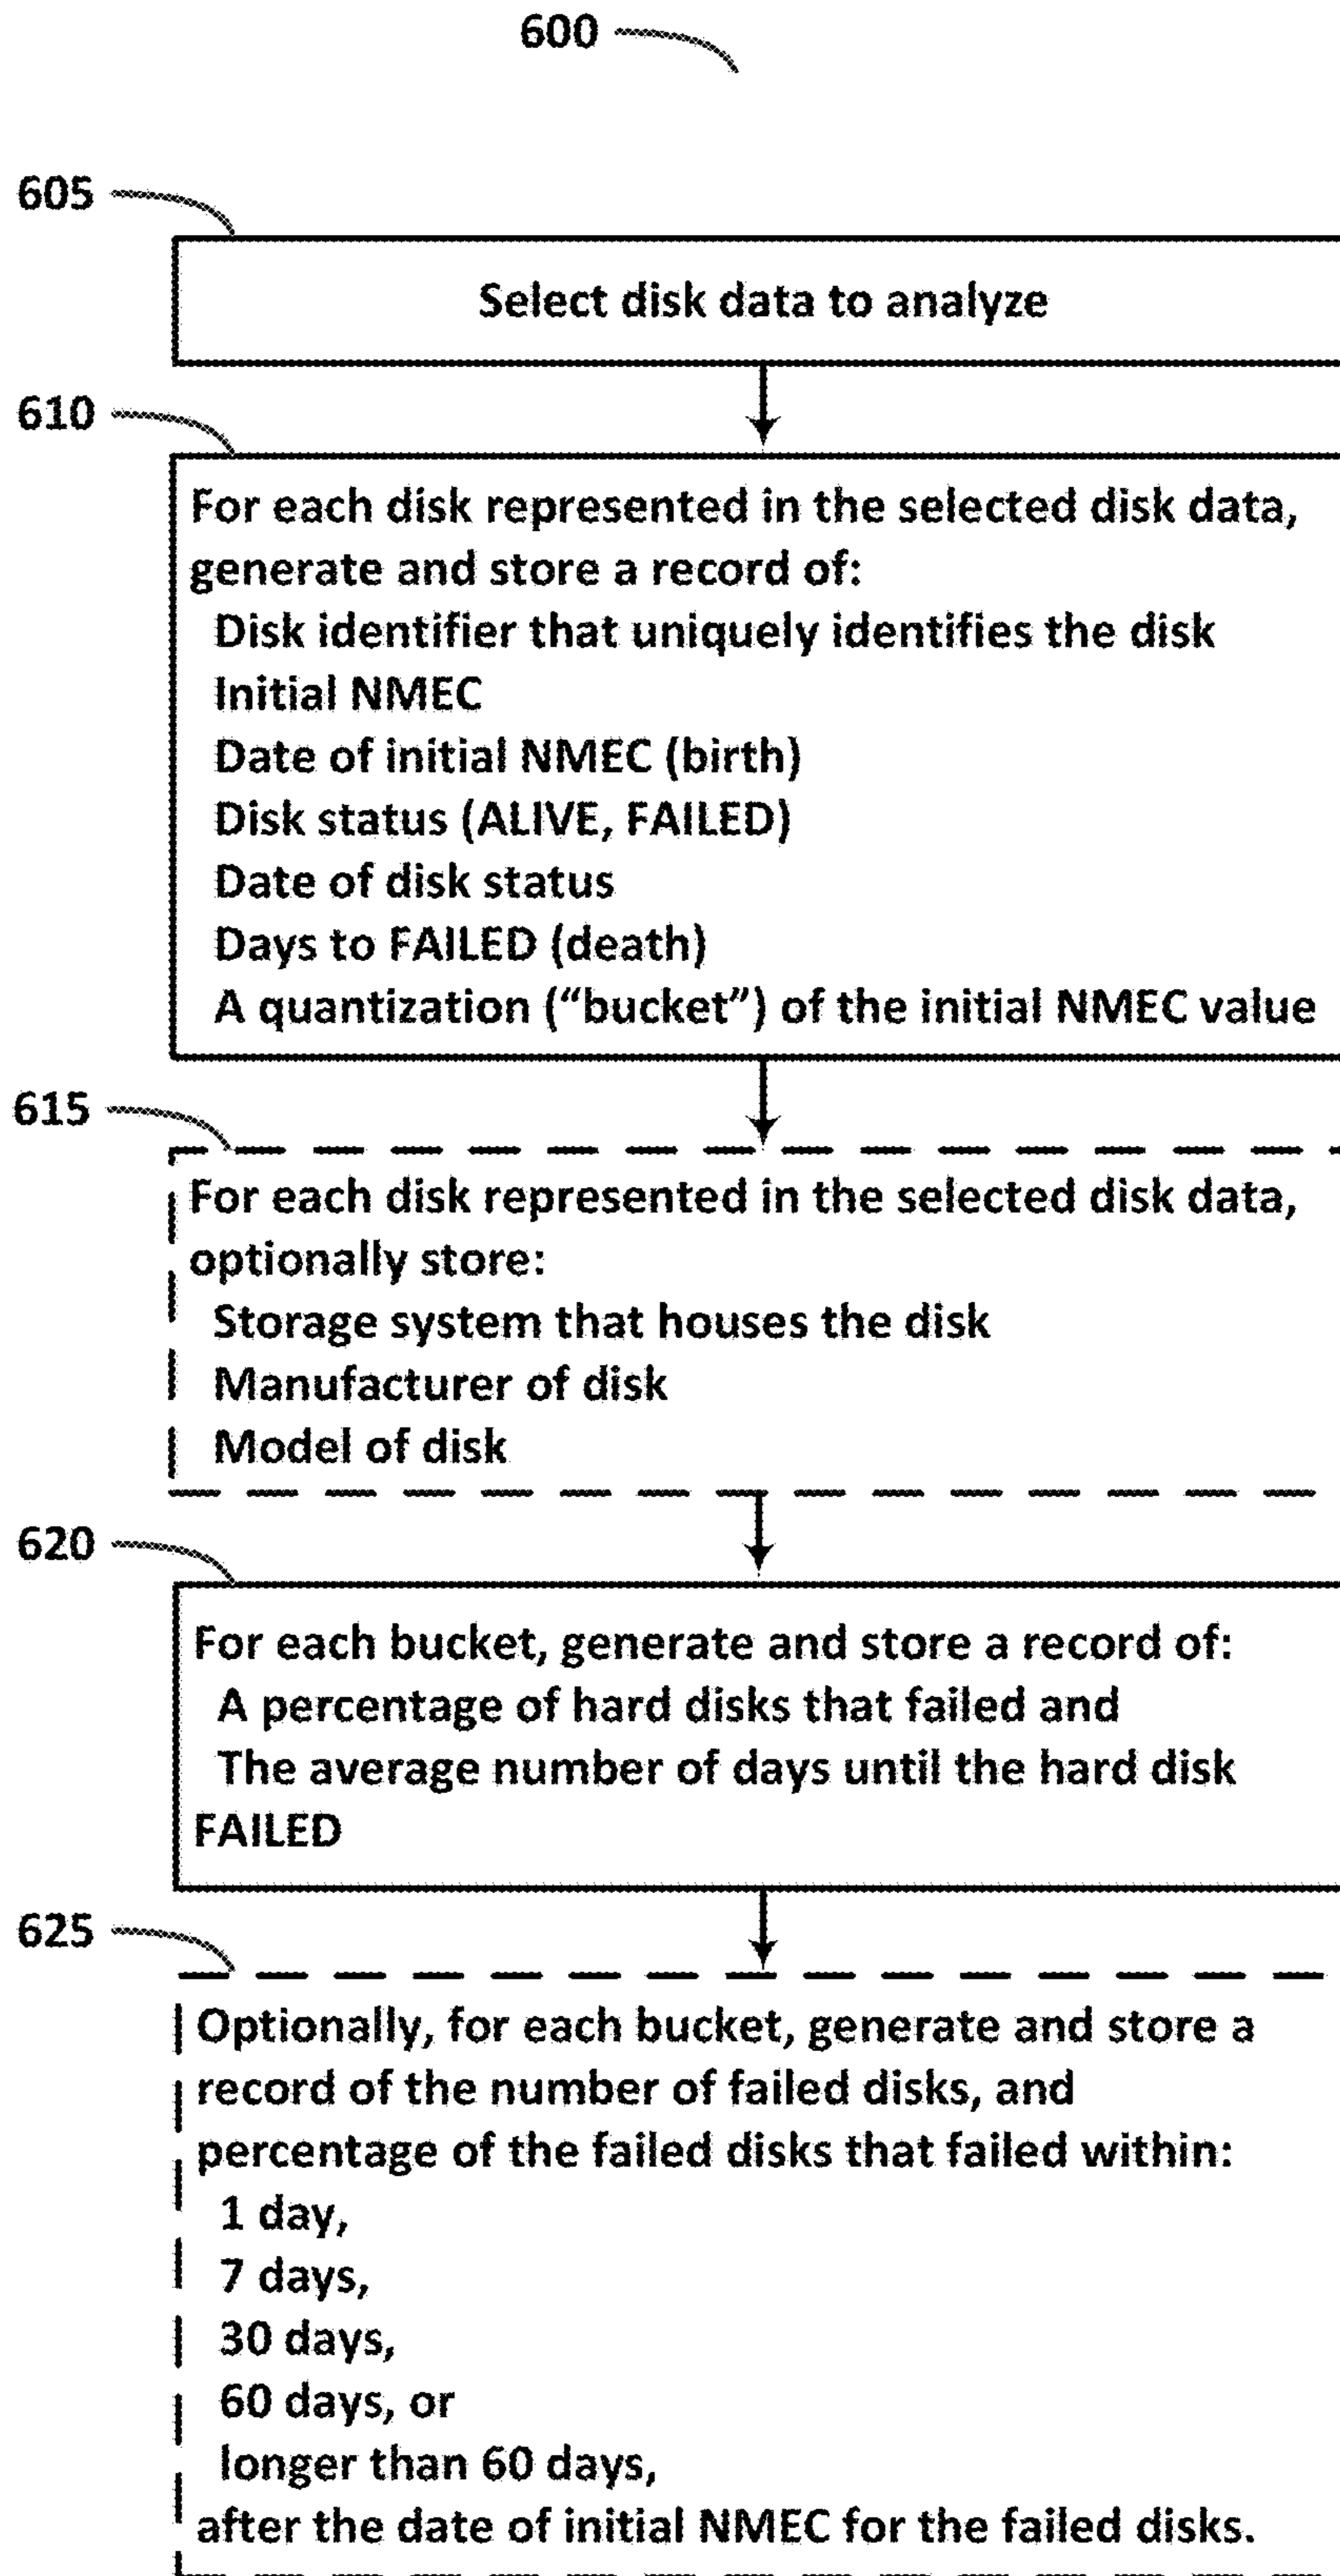 600
605
Select disk data to analyze
610
For each disk represented in the selected disk data,
generate and store a record of:
Disk identifier that uniquely identifies the disk
Initial NMEC
Date of initial NMEC (birth)
Disk status (ALIVE, FAILED)
Date of disk status
Days to FAILED (death)
A quantization (“bucket”) of the initial NMEC value
615
For each disk represented in the selected disk data,
optionally store:
Storage system that houses the disk
Manufacturer of disk
Model of disk
620
For each bucket, generate and store a record of:
A percentage of hard disks that failed and
The average number of days until the hard disk
FAILED
625
Optionally, for each bucket, generate and store a
record of the number of failed disks, and
percentage of the failed disks that failed within:
1 day,
7 days,
30 days,
60 days, or
longer than 60 days,
after the date of initial NMEC for the failed disks.